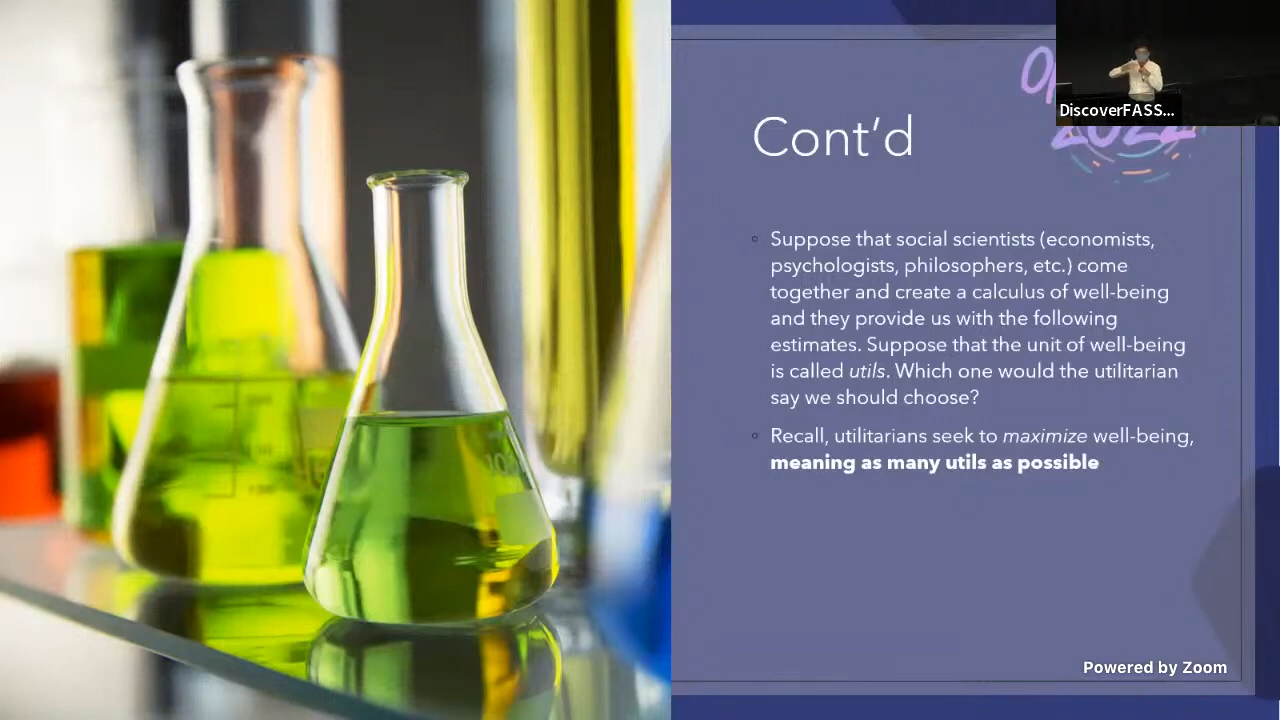 DiscoverFASS...
2022
Cont’d
Suppose that social scientists (economists,
psychologists, philosophers, etc.) come
together and create a calculus of well-being
and they provide us with the following
estimates. Suppose that the unit of well-being
is called utils. Which one would the utilitarian
say we should choose?
Recall, utilitarians seek to maximize well-being,
meaning as many utils as possible
Powered by Zoom